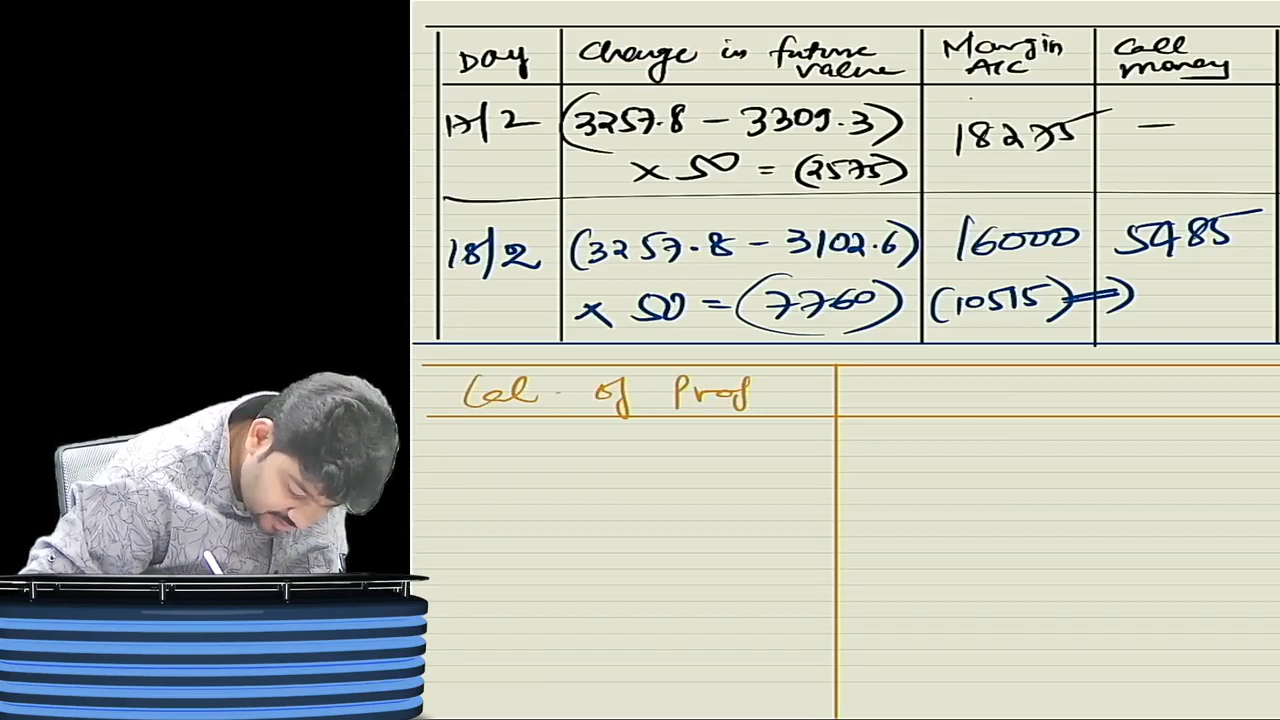 Day Change in future value Margin A/C Call money
17/2 (3257.8 - 3309.3) 18275 —
× 50 = (2575)
18/2 (3257.8 - 3102.6) 16000 5485
× 50 = (7760) (10515) ⇒)
Cal. of Prof